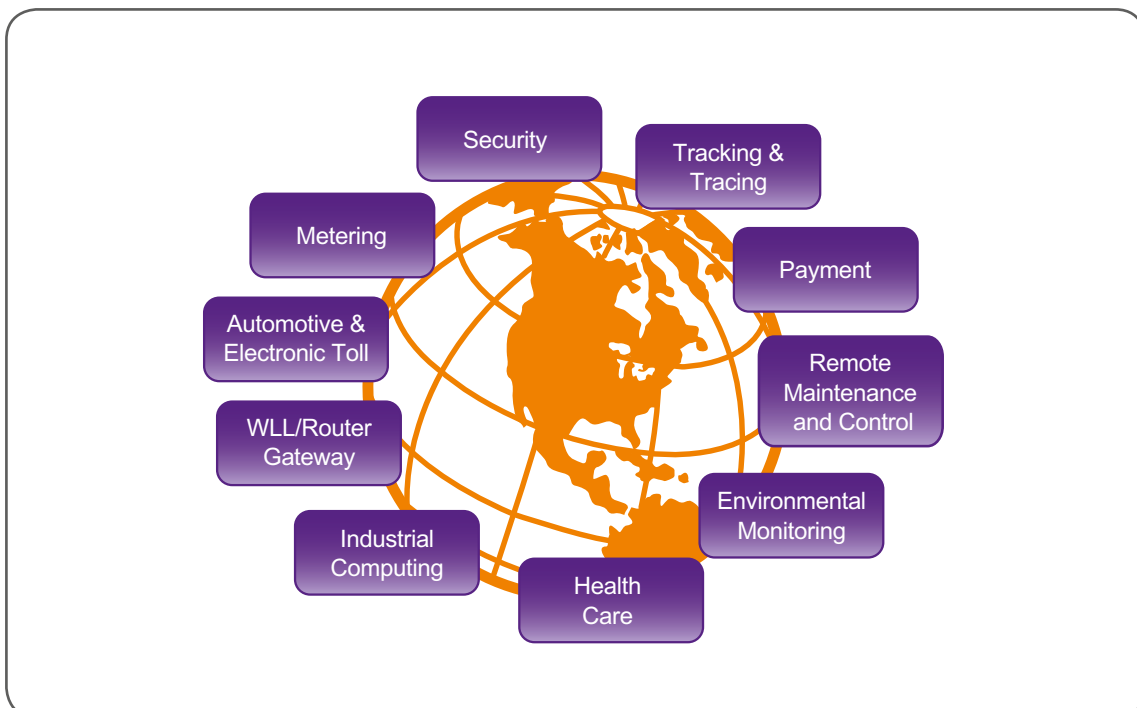 Security
Tracking &
Tracing
Metering
Payment
Automotive &
Electronic Toll
Remote
Maintenance
and Control
WLL/Router
Gateway
Environmental
Monitoring
Industrial
Computing
Health
Care